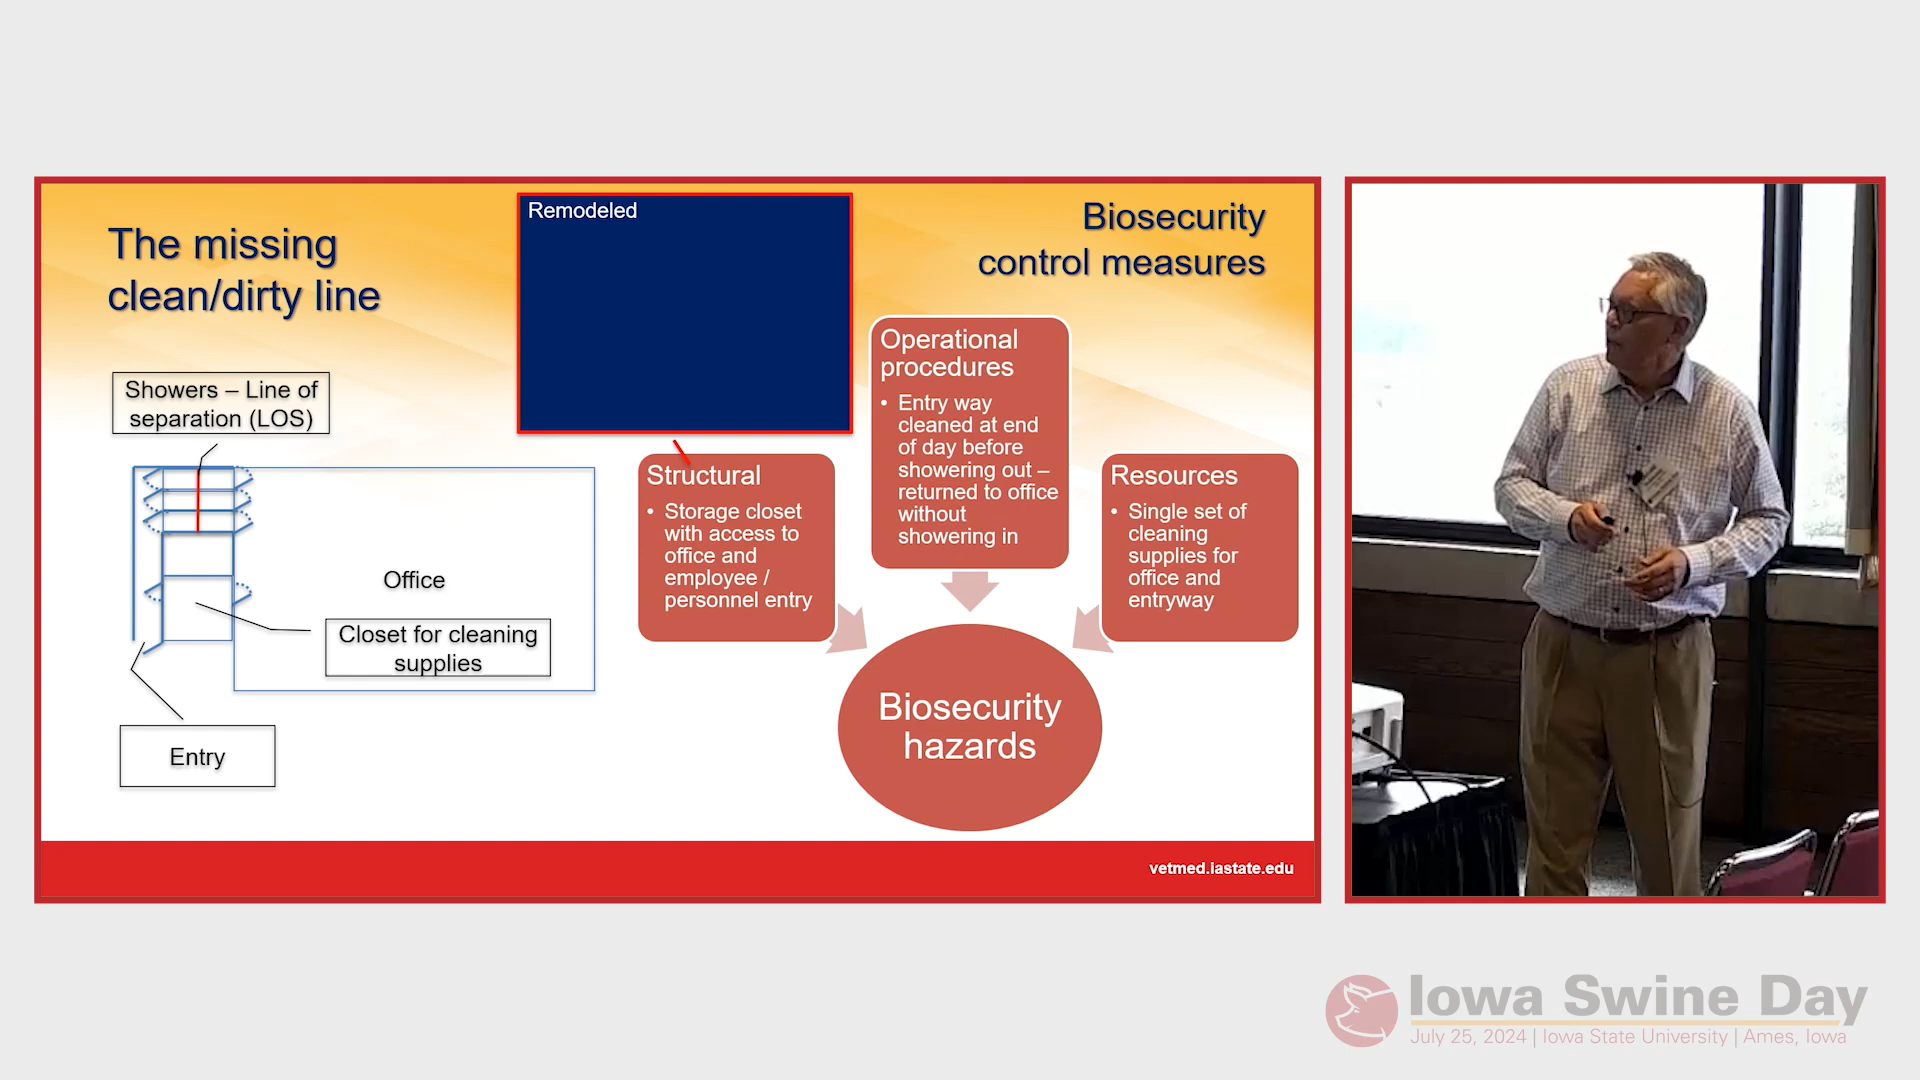 The missing
clean/dirty line
Remodeled
Biosecurity
control measures
Showers – Line of
separation (LOS)
Office
Closet for cleaning
supplies
Entry
Structural
• Storage closet
with access to
office and
employee /
personnel entry
Operational
procedures
• Entry way
cleaned at end
of day before
showering out –
returned to office
without
showering in
Resources
• Single set of
cleaning
supplies for
office and
entryway
Biosecurity
hazards
vetmed.iastate.edu
Iowa Swine Day
July 25, 2024 | Iowa State University | Ames, Iowa